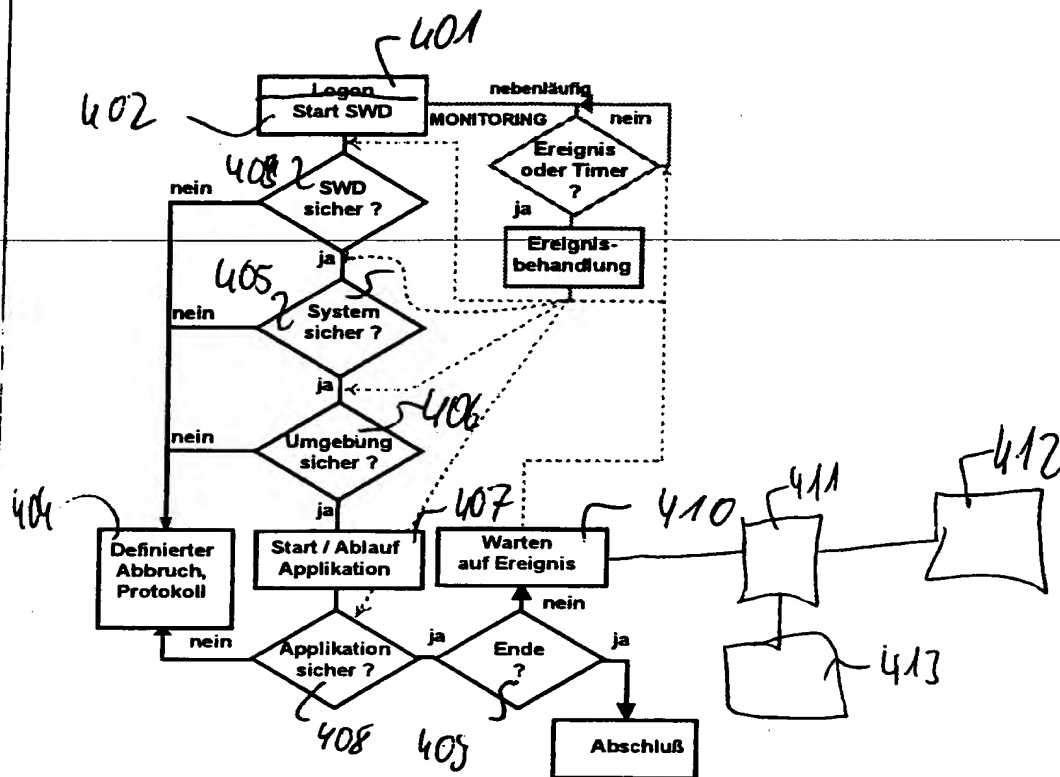 401
402
Logon
Start SWD
nebenläufig
MONITORING
nein
Ereignis
oder Timer
?
ja
Ereignis-
behandlung
nein
SWD
sicher ?
ja
405
nein
System
sicher ?
ja
406
nein
Umgebung
sicher ?
ja
404
Definierter
Abbruch,
Protokoll
407
Start / Ablauf
Applikation
410
Warten
auf Ereignis
411
412
413
nein
Applikation
sicher ?
408
ja
Ende
?
409
nein
ja
Abschluß